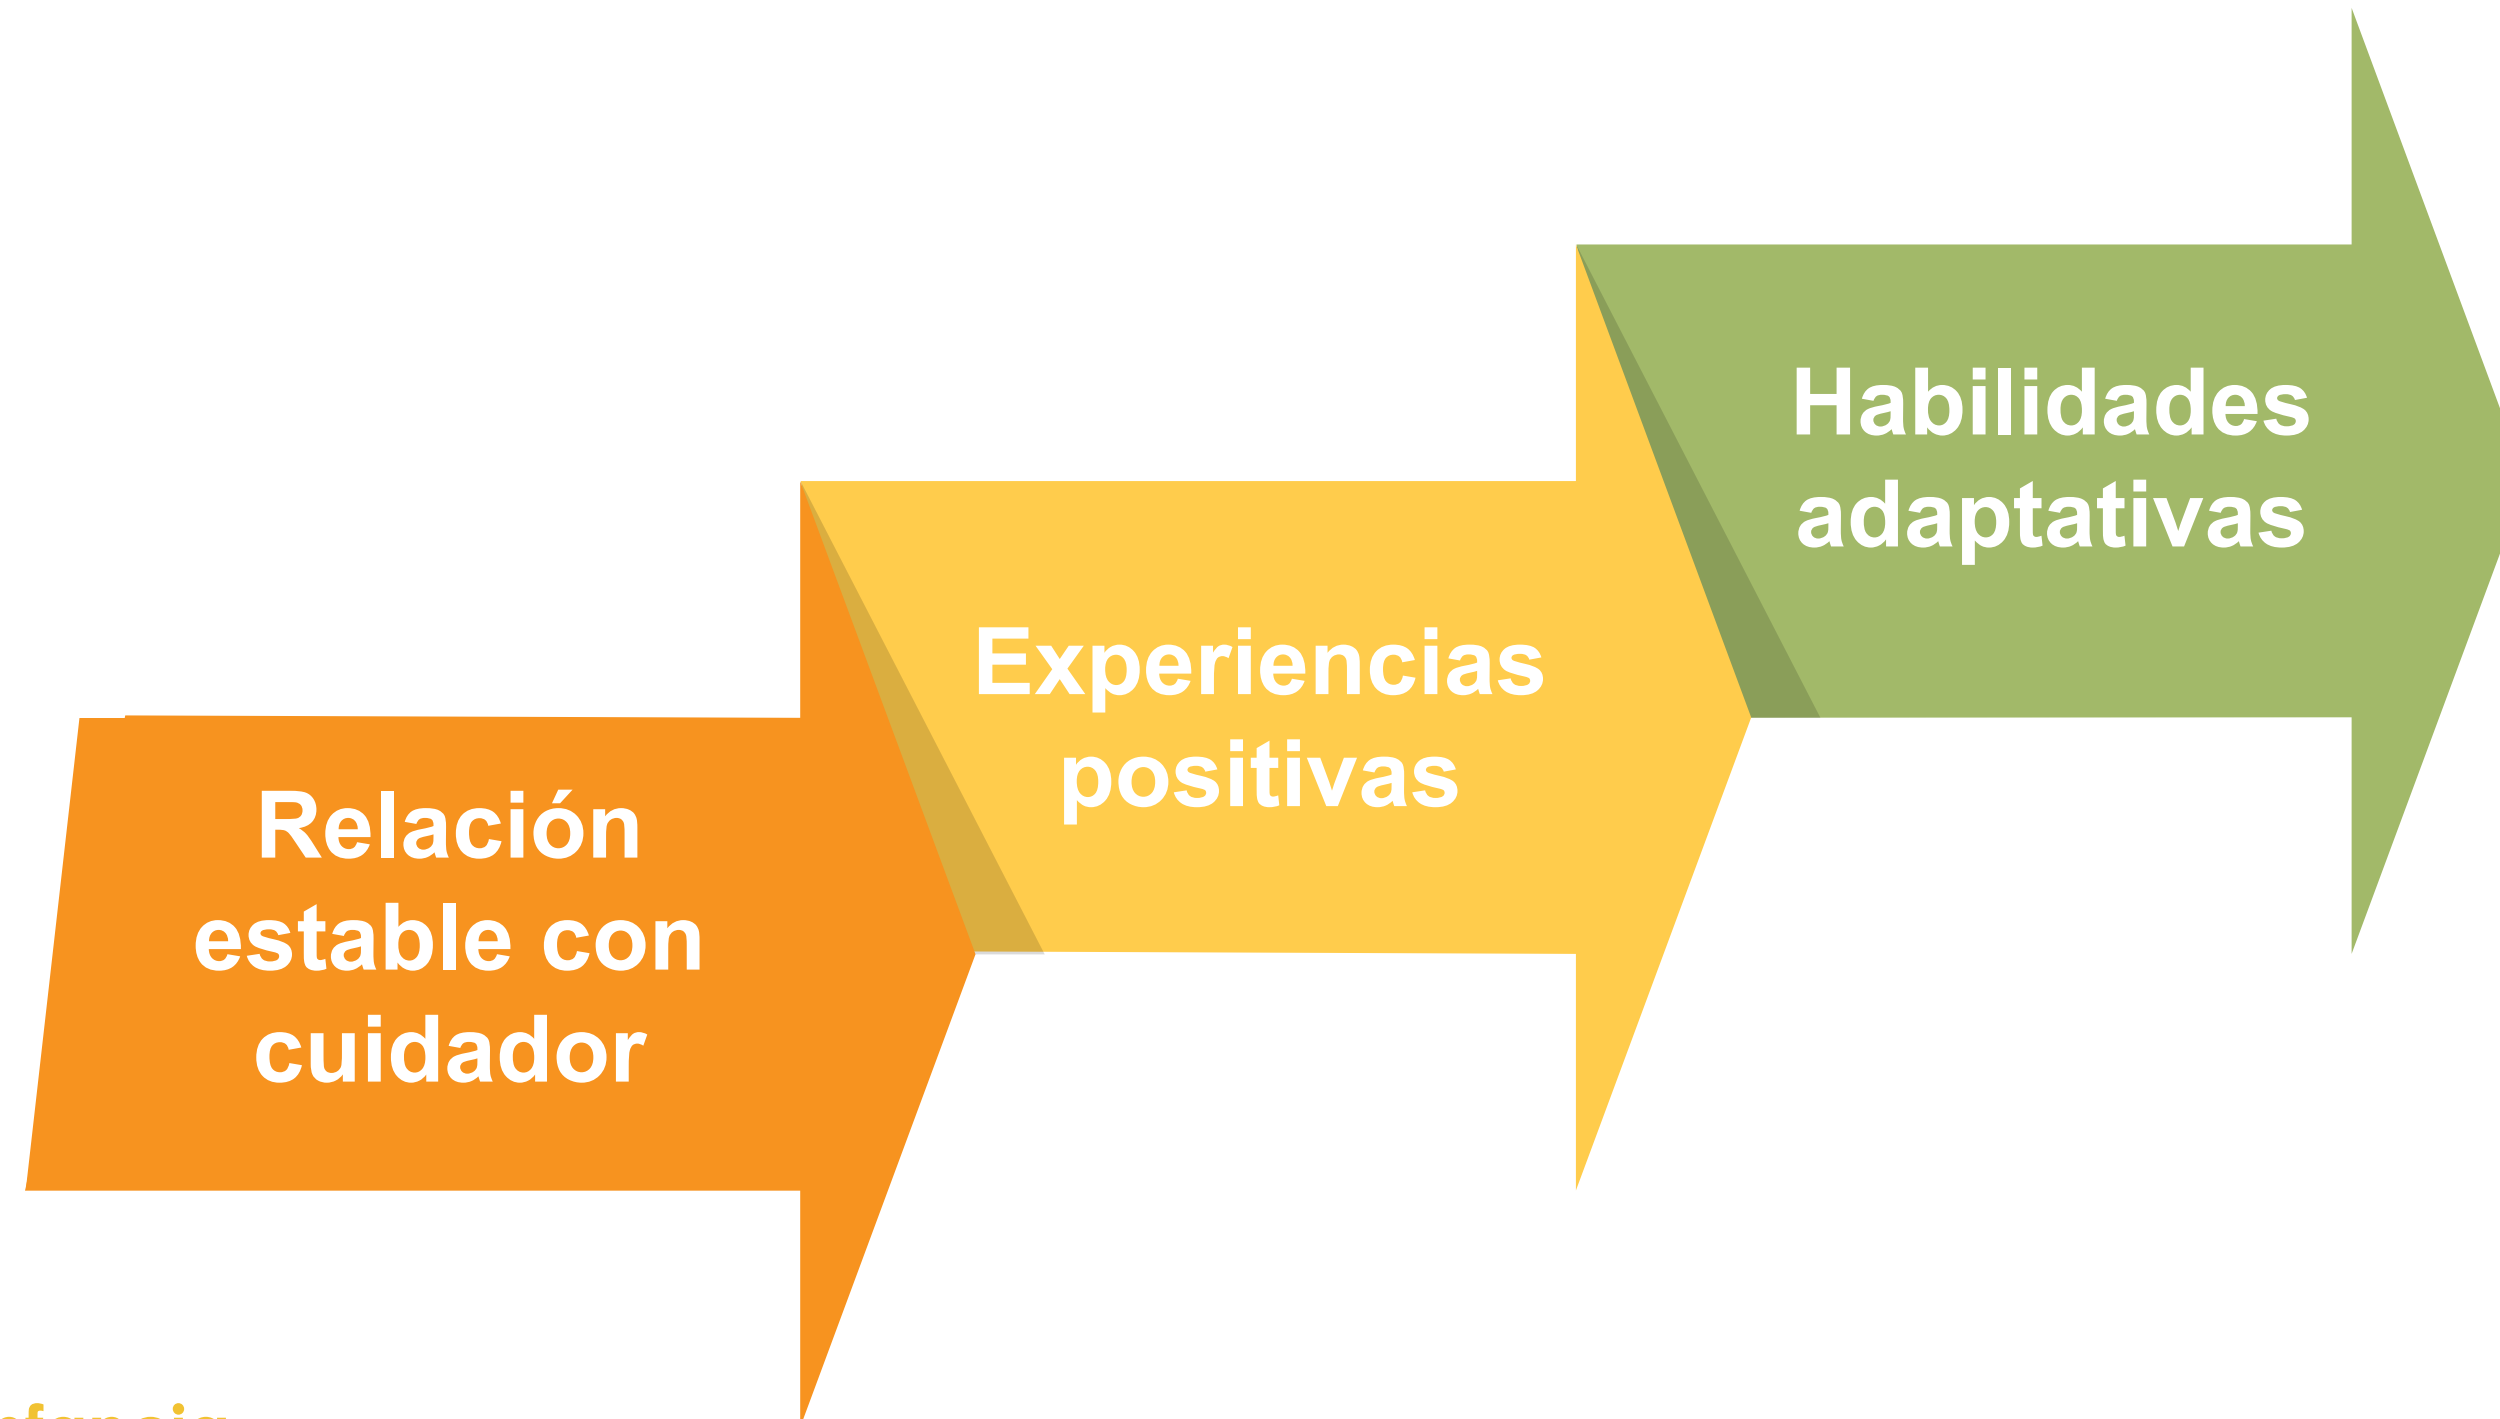 Relación
estable con
cuidador
Experiencias
positivas
Habilidades
adaptativas